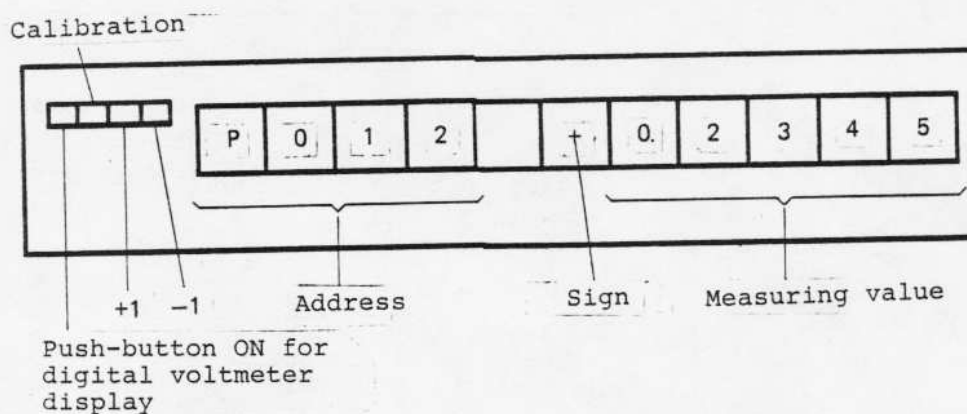 Calibration
P 0 1 2 + 0. 2 3 4 5
+1 -1 Address Sign Measuring value
Push-button ON for
digital voltmeter
display